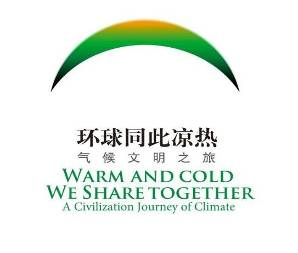 环球同此凉热
气候文明之旅
WARM AND COLD
WE SHARE TOGETHER
A Civilization Journey of Climate